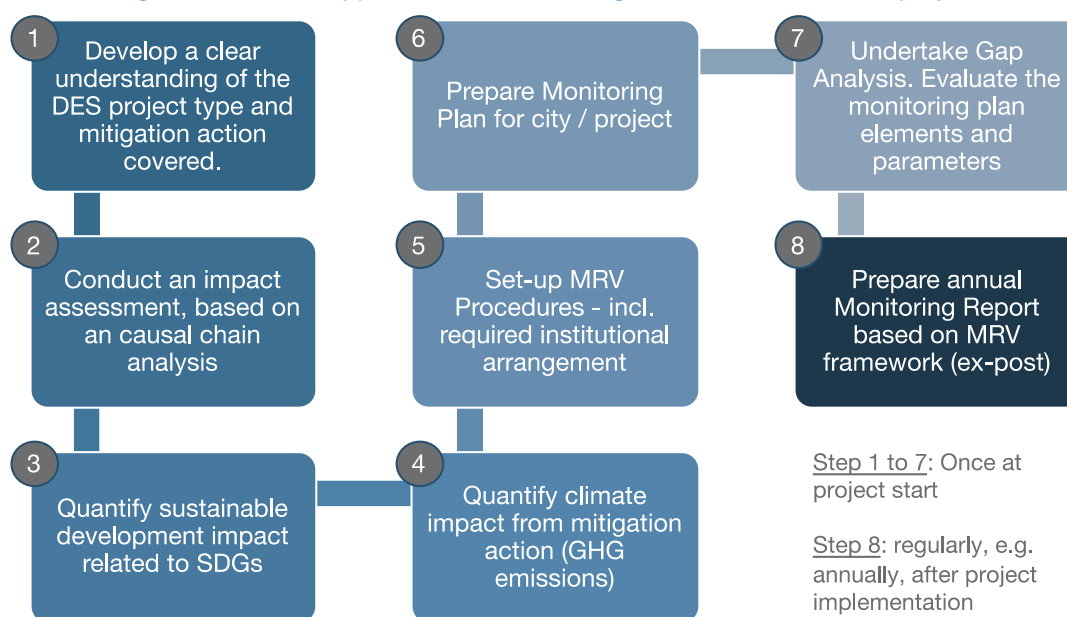 1
Develop a clear
understanding of the
DES project type and
mitigation action
covered.
2
Conduct an impact
assessment, based on
an causal chain
analysis
3
Quantify sustainable
development impact
related to SDGs
4
Quantify climate
impact from mitigation
action (GHG
emissions)
5
Set-up MRV
Procedures - incl.
required institutional
arrangement
6
Prepare Monitoring
Plan for city / project
7
Undertake Gap
Analysis. Evaluate the
monitoring plan
elements and
parameters
8
Prepare annual
Monitoring Report
based on MRV
framework (ex-post)
Step 1 to 7: Once at
project start
Step 8: regularly, e.g.
annually, after project
implementation